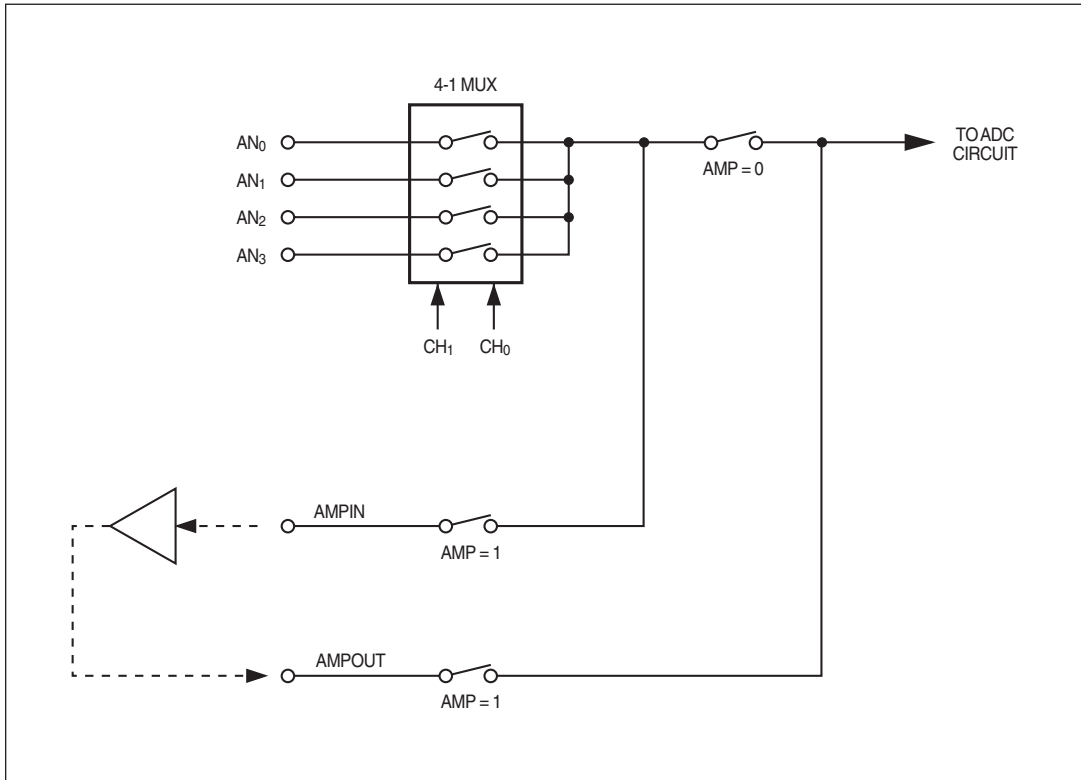 4-1 MUX
AN₀
AN₁
AN₂
AN₃
AMP = 0
TO ADC
CIRCUIT
CH₁ CH₀
AMPIN
AMP = 1
AMPOUT
AMP = 1